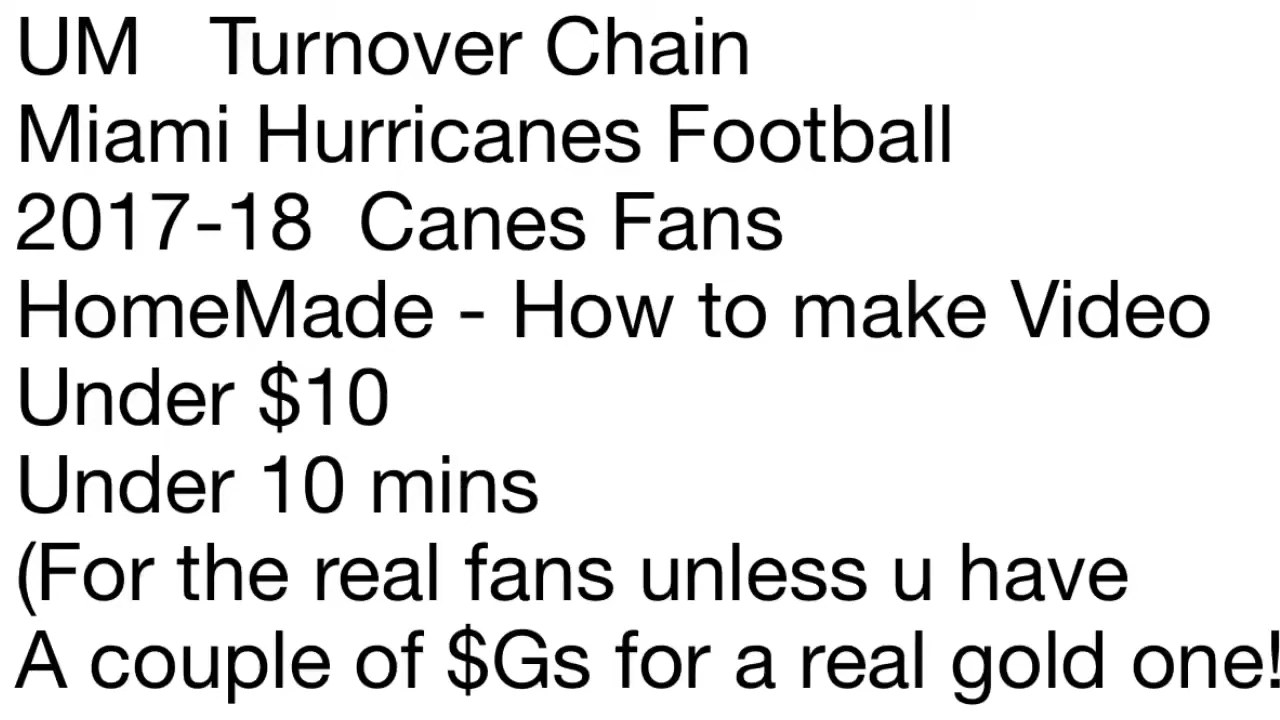 UM   Turnover Chain
Miami Hurricanes Football
2017-18  Canes Fans
HomeMade - How to make Video
Under $10
Under 10 mins
(For the real fans unless u have
A couple of $Gs for a real gold one!